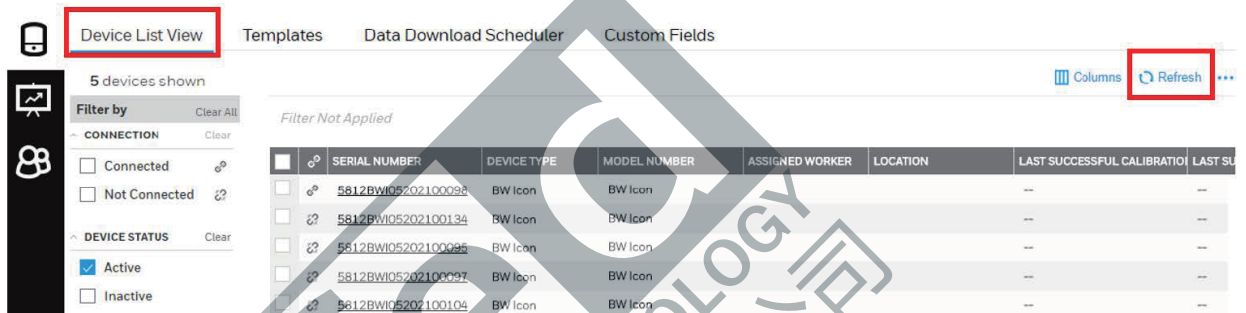 Device List View Templates Data Download Scheduler Custom Fields
5 devices shown
Columns Refresh
Filter by Clear All
Filter Not Applied
CONNECTION Clear
Connected
Not Connected
DEVICE STATUS Clear
Active
Inactive
SERIAL NUMBER DEVICE TYPE MODEL NUMBER ASSIGNED WORKER LOCATION LAST SUCCESSFUL CALIBRATIO LAST SU
5812BWI05202100098 BW Icon BW Icon -- --
5812BWI05202100134 BW Icon BW Icon -- --
5812BWI05202100095 BW Icon BW Icon -- --
5812BWI05202100097 BW Icon BW Icon -- --
5812BWI05202100104 BW Icon BW Icon -- --
OLOGY
公司